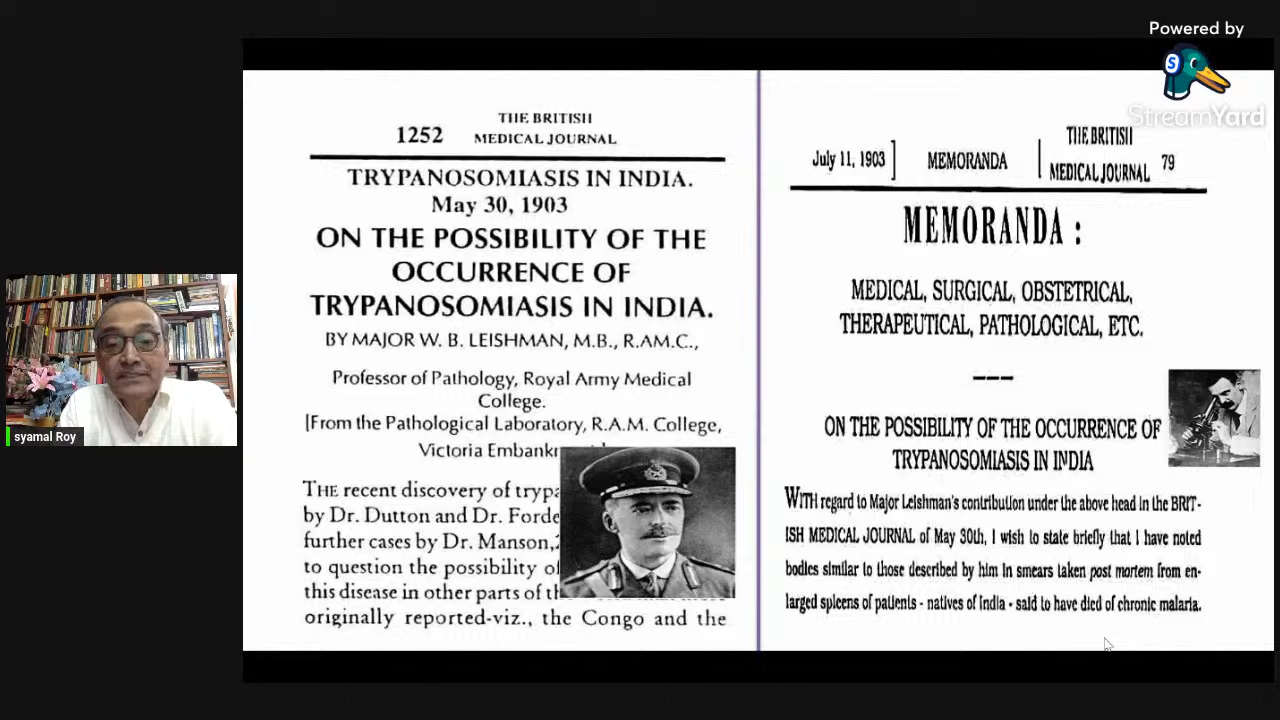 Powered by
StreamYard
1252
THE BRITISH
MEDICAL JOURNAL
TRYPANOSOMIASIS IN INDIA.
May 30, 1903
ON THE POSSIBILITY OF THE
OCCURRENCE OF
TRYPANOSOMIASIS IN INDIA.
BY MAJOR W. B. LEISHMAN, M.B., R.AM.C.,
Professor of Pathology, Royal Army Medical
College.
[From the Pathological Laboratory, R.A.M. College,
Victoria
THE recent discovery of
by Dr. Dutton and Dr. Forde
further cases by Dr. Manson,
to question the possibility of
this disease in other parts of
originally reported-viz., the Congo and the
July 11, 1903]
MEMORANDA
THE BRITISH
MEDICAL JOURNAL 79
MEMORANDA :
MEDICAL, SURGICAL, OBSTETRICAL,
THERAPEUTICAL, PATHOLOGICAL, ETC.
ON THE POSSIBILITY OF THE OCCURRENCE OF
TRYPANOSOMIASIS IN INDIA
WITH regard to Major Leishman's contribution under the above head in the BRIT-
ISH MEDICAL JOURNAL of May 30th, I wish to state briefly that I have noted
bodies similar to those described by him in smears taken post mortem from en-
larged spleens of patients - natives of India - said to have died of chronic malaria.
syamal Roy